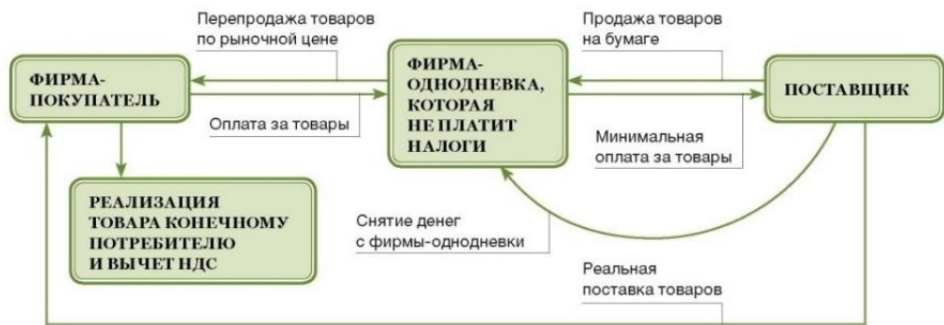 Перепродажа товаров
по рыночной цене
Продажа товаров
на бумаге
ФИРМА-
ПОКУПАТЕЛЬ
ФИРМА-
ОДНОДНЕВКА,
КОТОРАЯ
НЕ ПЛАТИТ
НАЛОГИ
ПОСТАВЩИК
Оплата за товары
Минимальная
оплата за товары
РЕАЛИЗАЦИЯ
ТОВАРА КОНЕЧНОМУ
ПОТРЕБИТЕЛЮ
И ВЫЧЕТ НДС
Снятие денег
с фирмы-однодневки
Реальная
поставка товаров